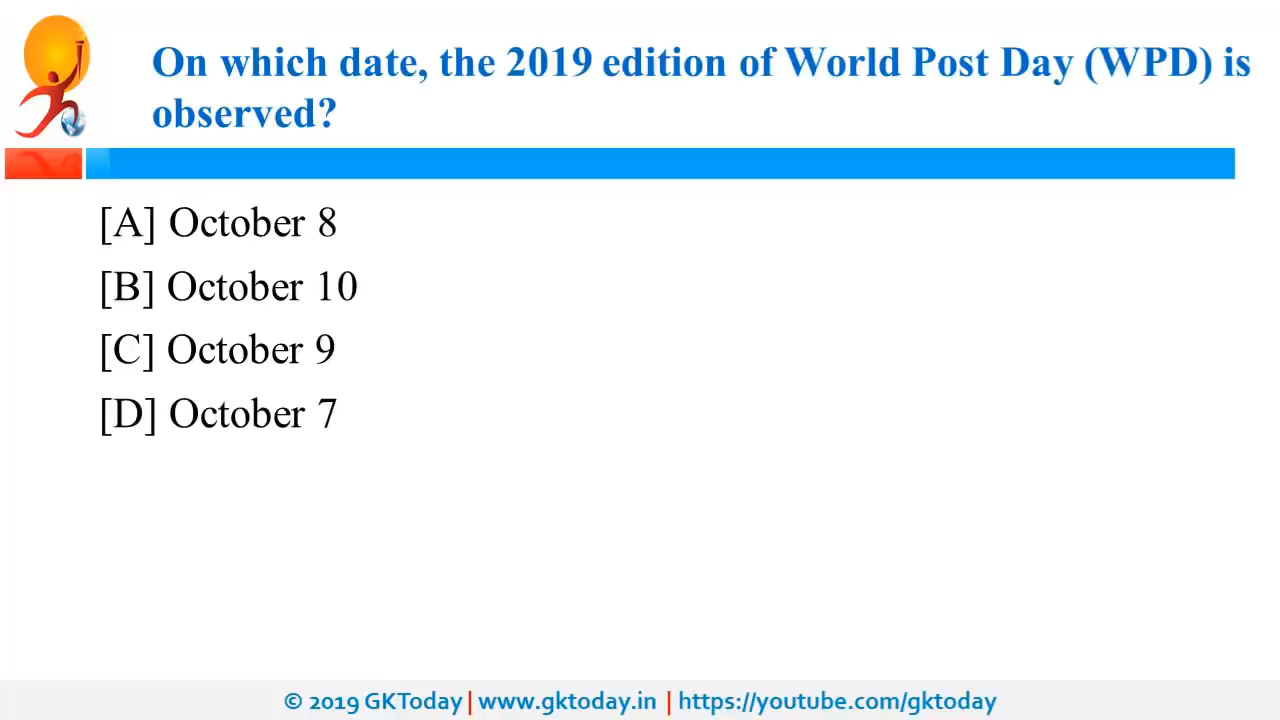 On which date, the 2019 edition of World Post Day (WPD) is
observed?
[A] October 8
[B] October 10
[C] October 9
[D] October 7
© 2019 GKToday | www.gktoday.in | https://youtube.com/gktoday